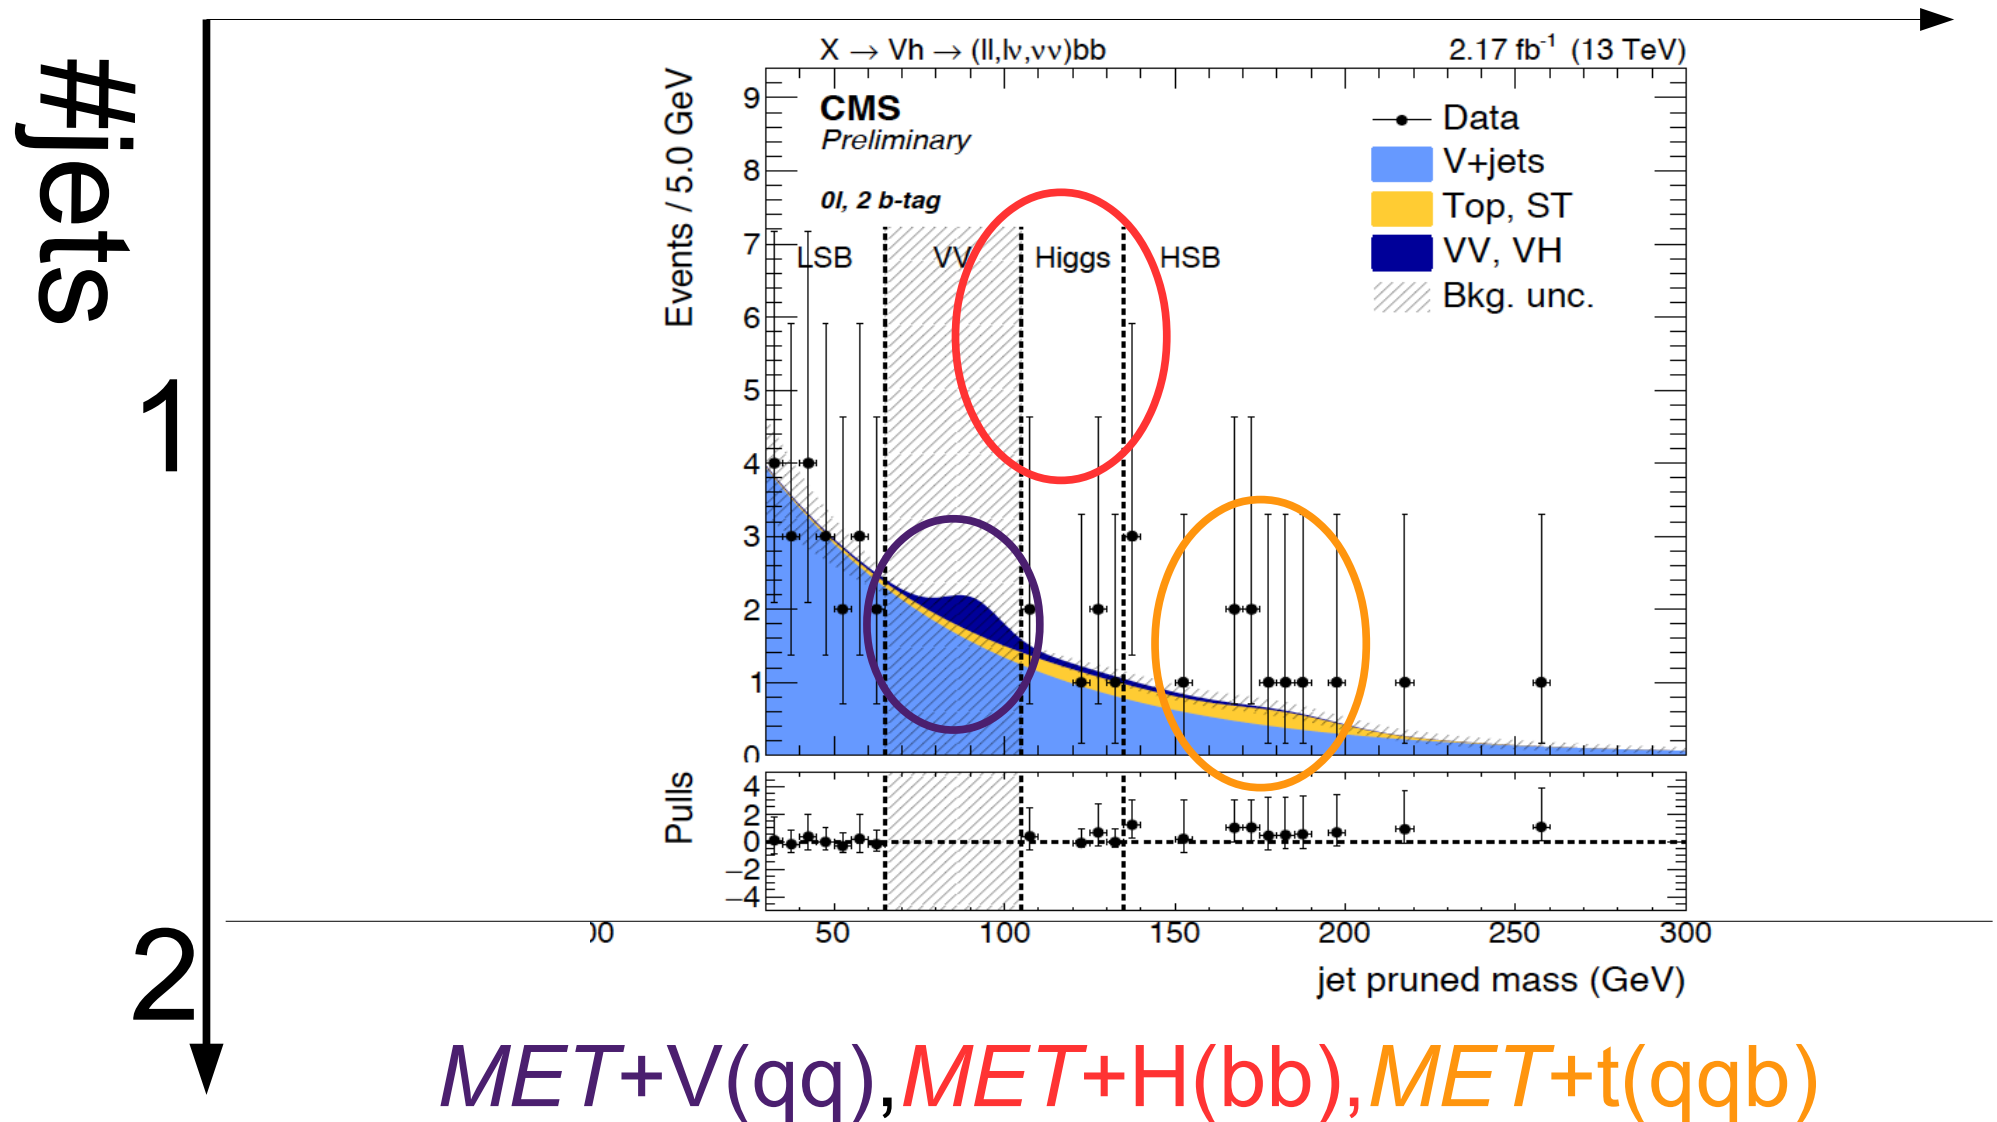 #jets
1
2
X → Vh → (ll,lν,νν)bb
2.17 fb⁻¹ (13 TeV)
CMS
Preliminary
0l, 2 b-tag
LSB
VV
Higgs
HSB
Data
V+jets
Top, ST
VV, VH
Bkg. unc.
Events / 5.0 GeV
9
8
7
6
5
4
3
2
1
0
Pulls
4
2
0
−2
−4
00
50
100
150
200
250
300
jet pruned mass (GeV)
MET+V(qq),MET+H(bb),MET+t(qqb)